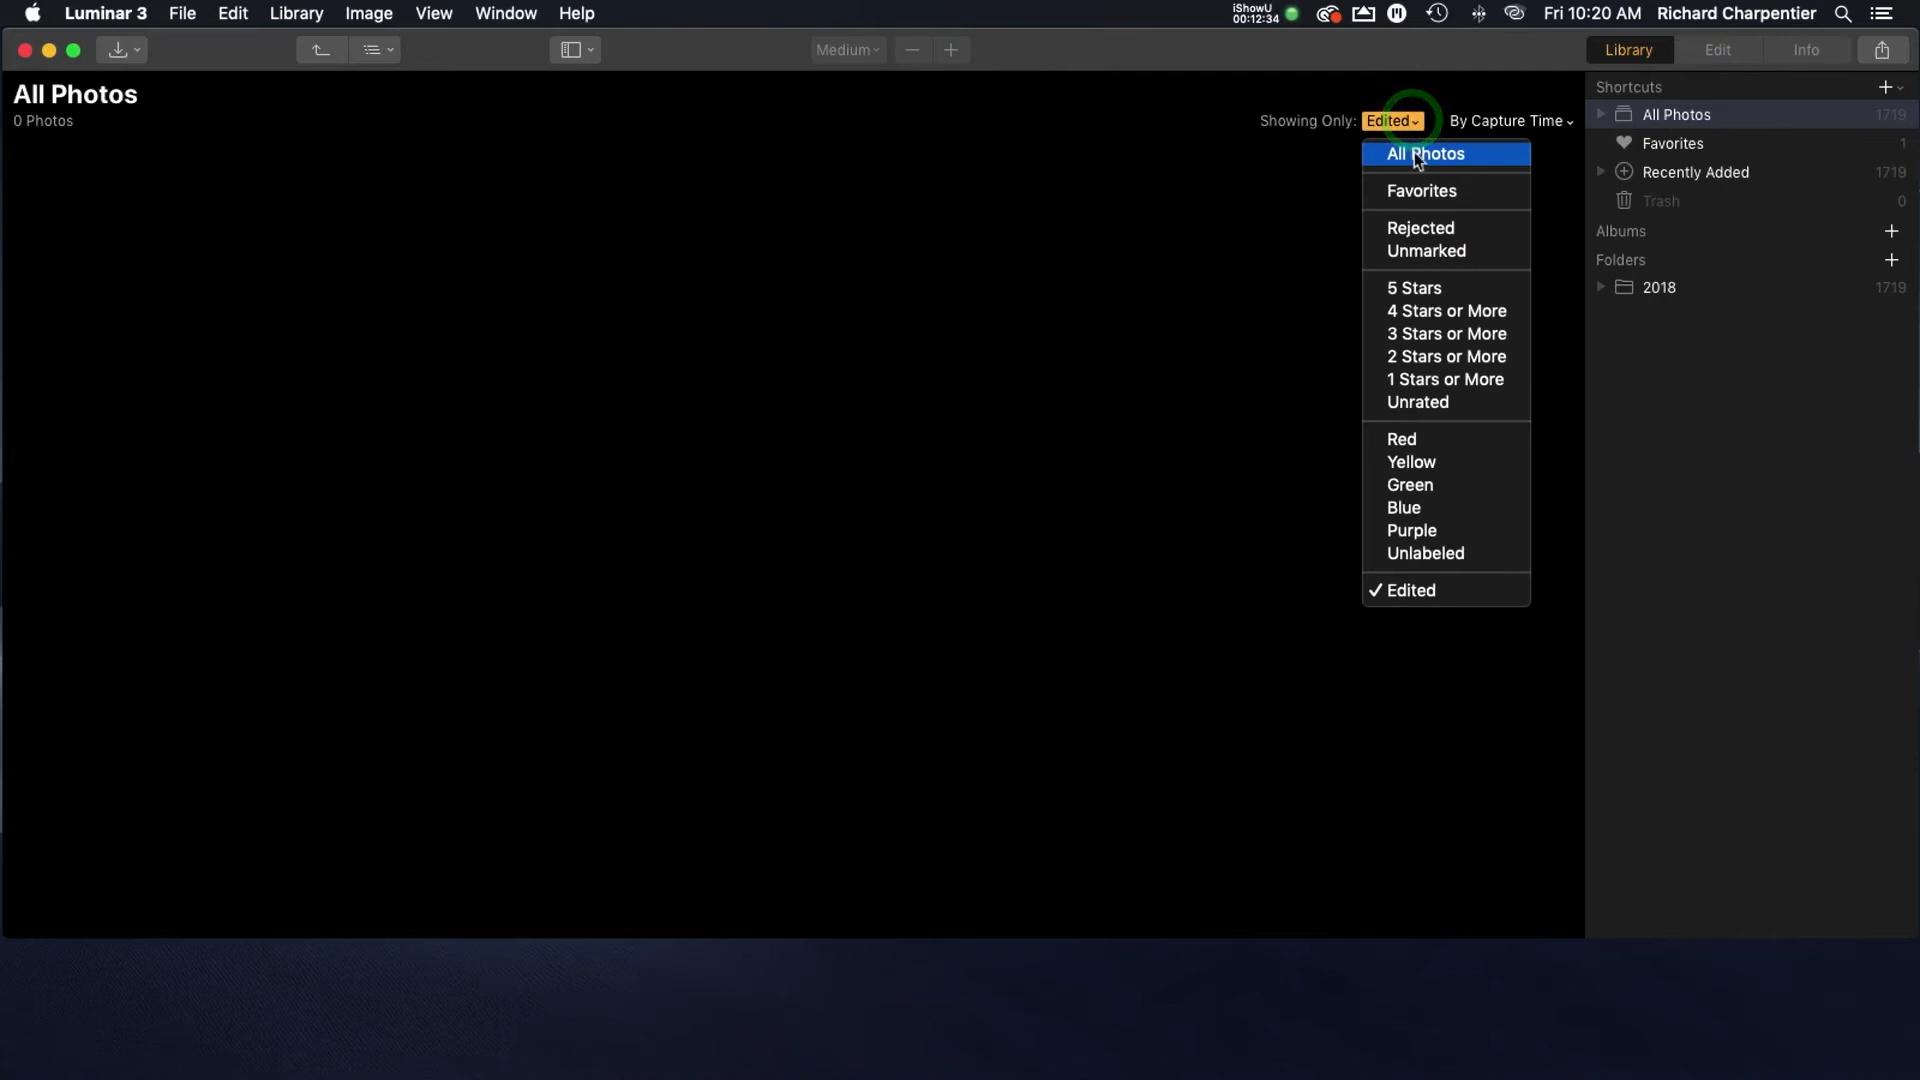 Luminar 3 File Edit Library Image View Window Help iShowU 00:12:34 Fri 10:20 AM Richard Charpentier
Medium Library Edit Info
All Photos
0 Photos
Showing Only: Edited By Capture Time
All Photos
Favorites
Rejected
Unmarked
5 Stars
4 Stars or More
3 Stars or More
2 Stars or More
1 Stars or More
Unrated
Red
Yellow
Green
Blue
Purple
Unlabeled
✓ Edited
Shortcuts
All Photos 1719
Favorites 1
Recently Added 1719
Trash 0
Albums
Folders
2018 1719